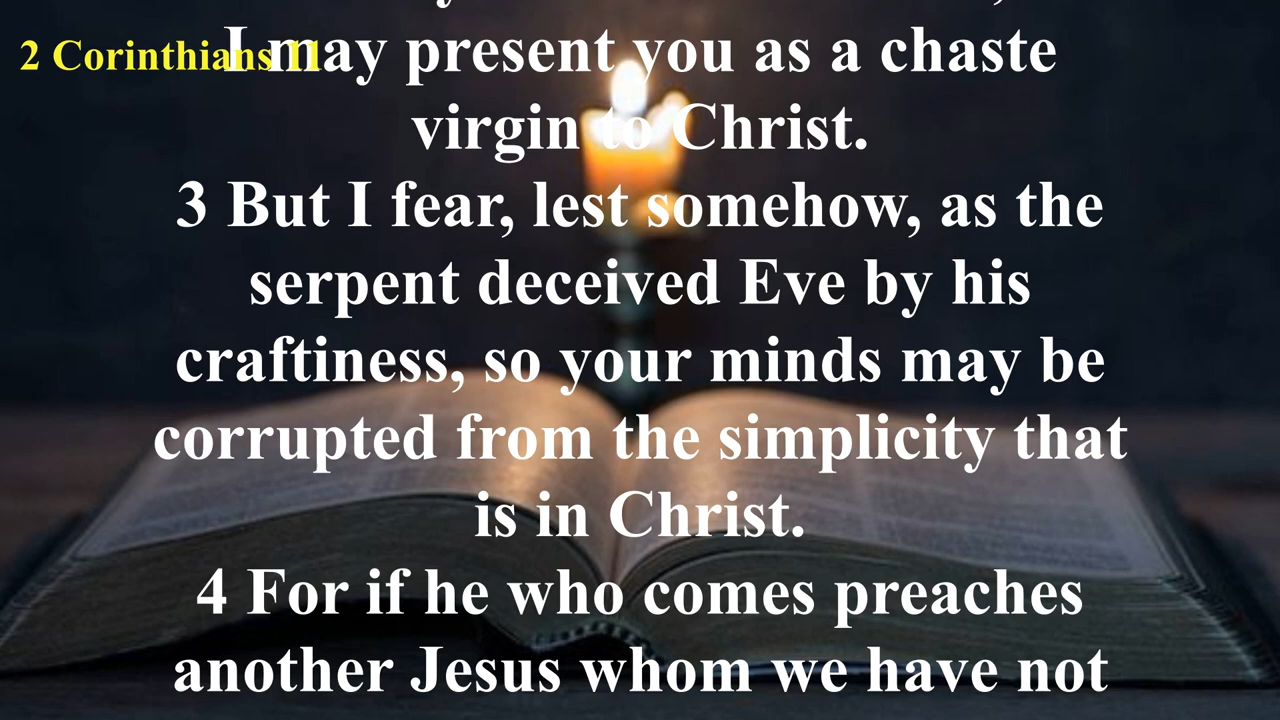 2 Corinthians 11
I may present you as a chaste
virgin to Christ.
3 But I fear, lest somehow, as the
serpent deceived Eve by his
craftiness, so your minds may be
corrupted from the simplicity that
is in Christ.
4 For if he who comes preaches
another Jesus whom we have not